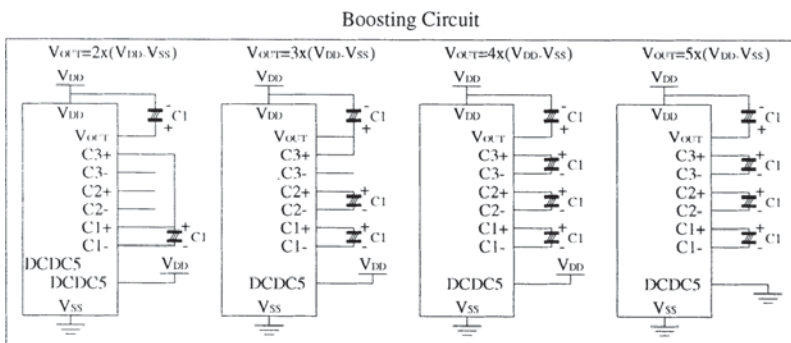 Boosting Circuit
VOUT=2x(VDD-VSS)
VDD
- C1
+
VDD
VOUT
C3+
C3-
C2+
C2-
C1+
C1-
+ C1
-
DCDC5
DCDC5
VDD
VSS
VOUT=3x(VDD-VSS)
VDD
- C1
+
VDD
VOUT
C3+
C3-
C2+
C2-
+ C1
-
C1+
C1-
+ C1
-
DCDC5
VDD
VSS
VOUT=4x(VDD-VSS)
VDD
- C1
+
VDD
VOUT
C3+
C3-
+ C1
-
C2+
C2-
+ C1
-
C1+
C1-
+ C1
-
DCDC5
VDD
VSS
VOUT=5x(VDD-VSS)
VDD
- C1
+
VDD
VOUT
C3+
C3-
+ C1
-
C2+
C2-
+ C1
-
C1+
C1-
+ C1
-
DCDC5
VSS